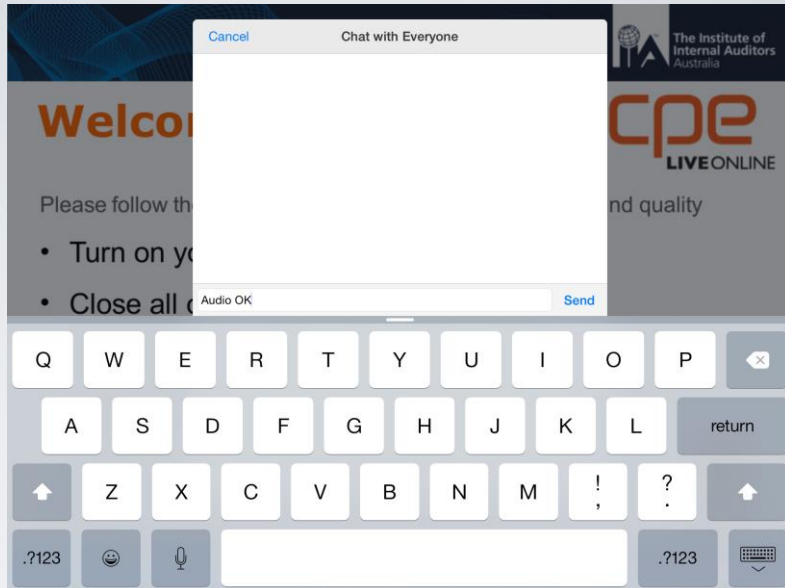 Cancel
Chat with Everyone
The Institute of
Internal Auditors
Australia
IIA
Welco
cpe
LIVEONLINE
Please follow th
nd quality
• Turn on yo
• Close all
Audio OK
Send
Q W E R T Y U I O P
A S D F G H J K L return
Z X C V B N M ! , ? .
.?123 .?123